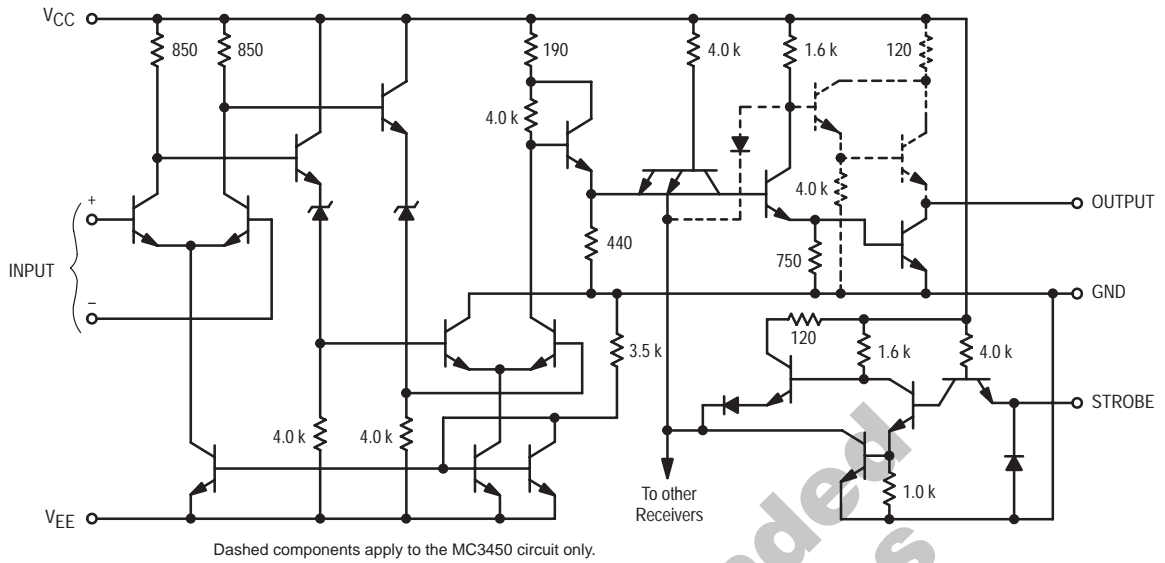 VCC
850
850
190
4.0 k
1.6 k
120
4.0 k
+
4.0 k
OUTPUT
INPUT
440
750
–
GND
120
3.5 k
1.6 k
4.0 k
STROBE
4.0 k
4.0 k
1.0 k
To other
Receivers
VEE
Dashed components apply to the MC3450 circuit only.